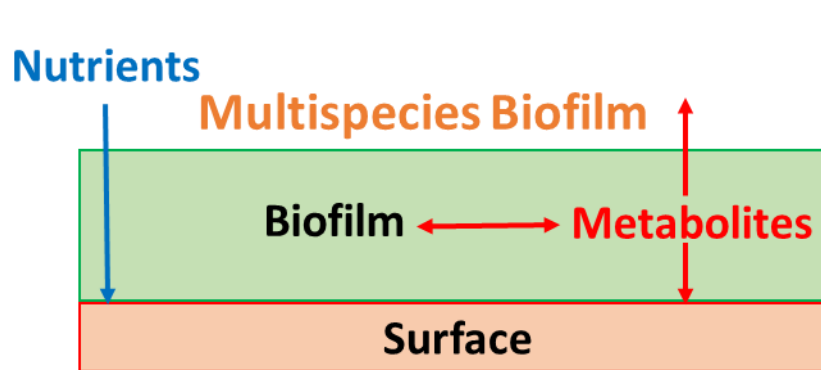 Nutrients
Multispecies Biofilm
Biofilm
Metabolites
Surface